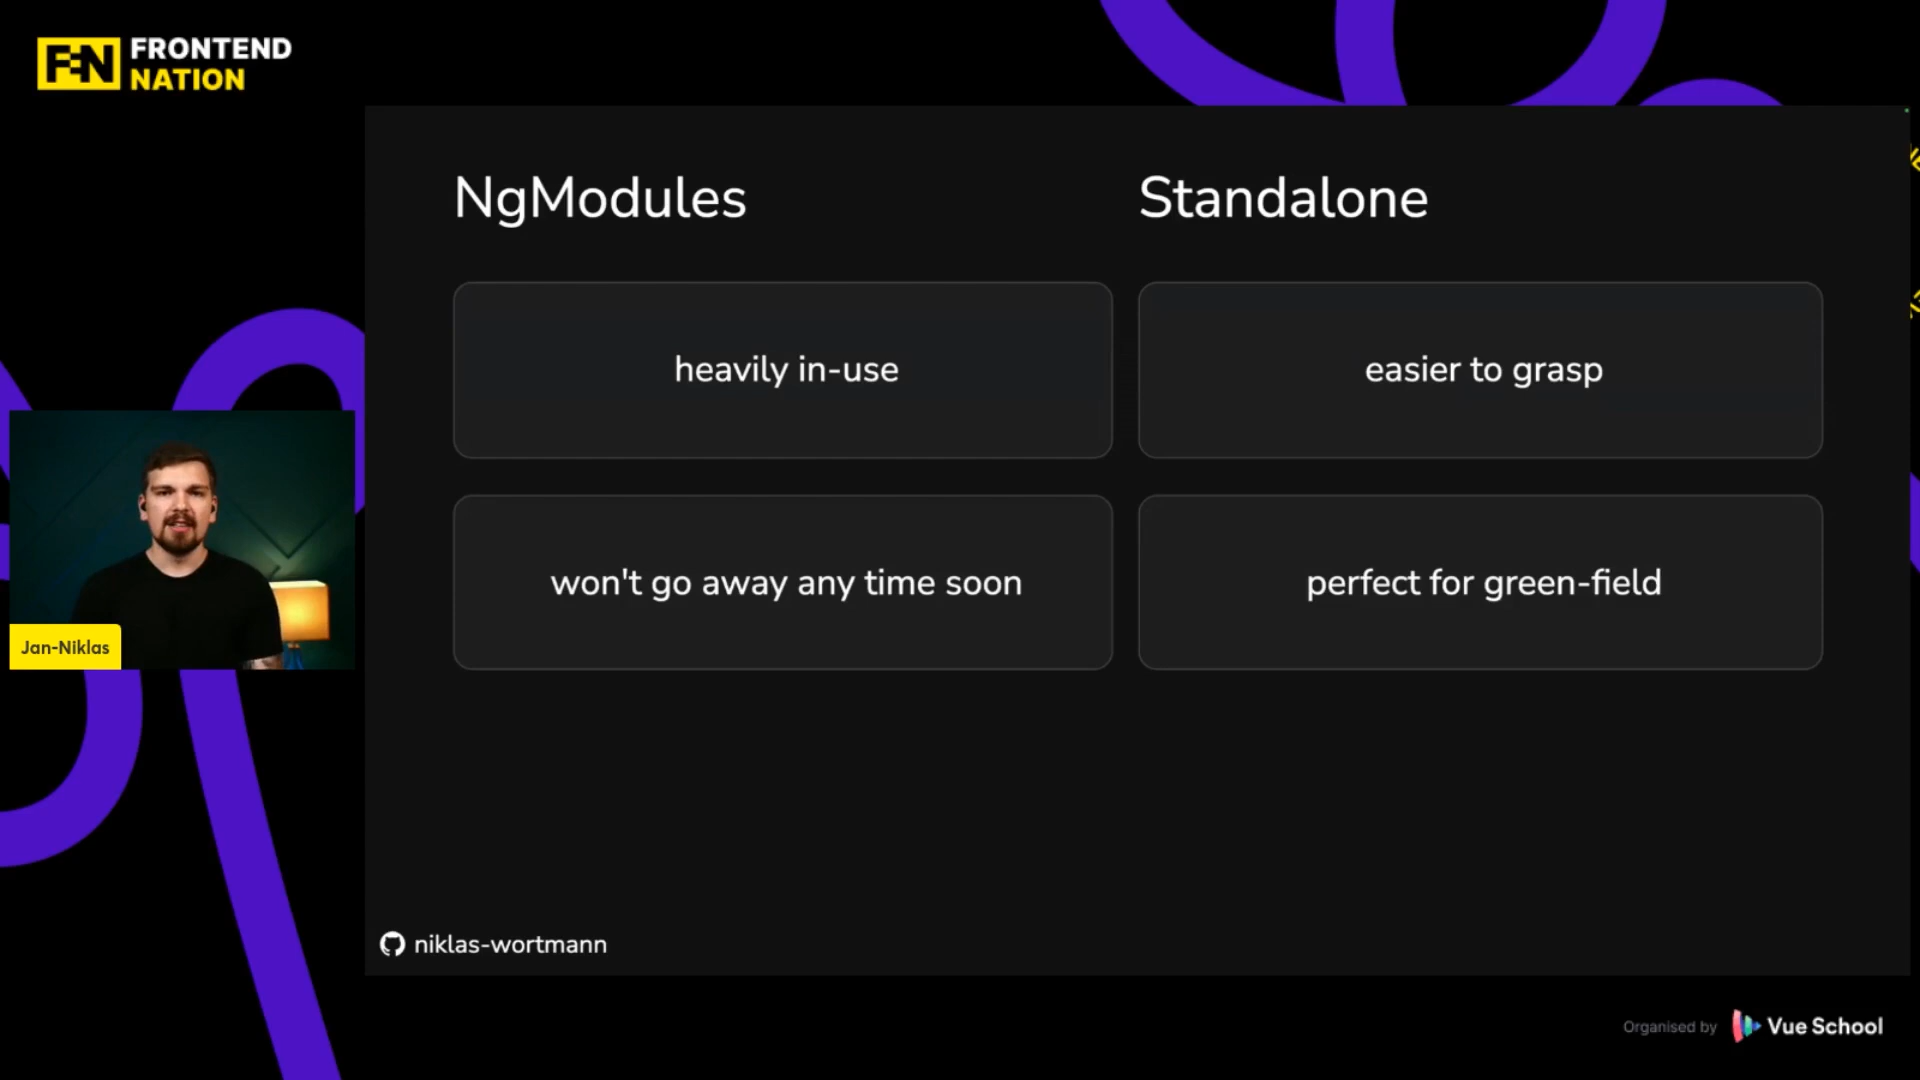 FEN FRONTEND
NATION
NgModules
Standalone
heavily in-use
easier to grasp
won't go away any time soon
perfect for green-field
Jan-Niklas
niklas-wortmann
Organised by Vue School